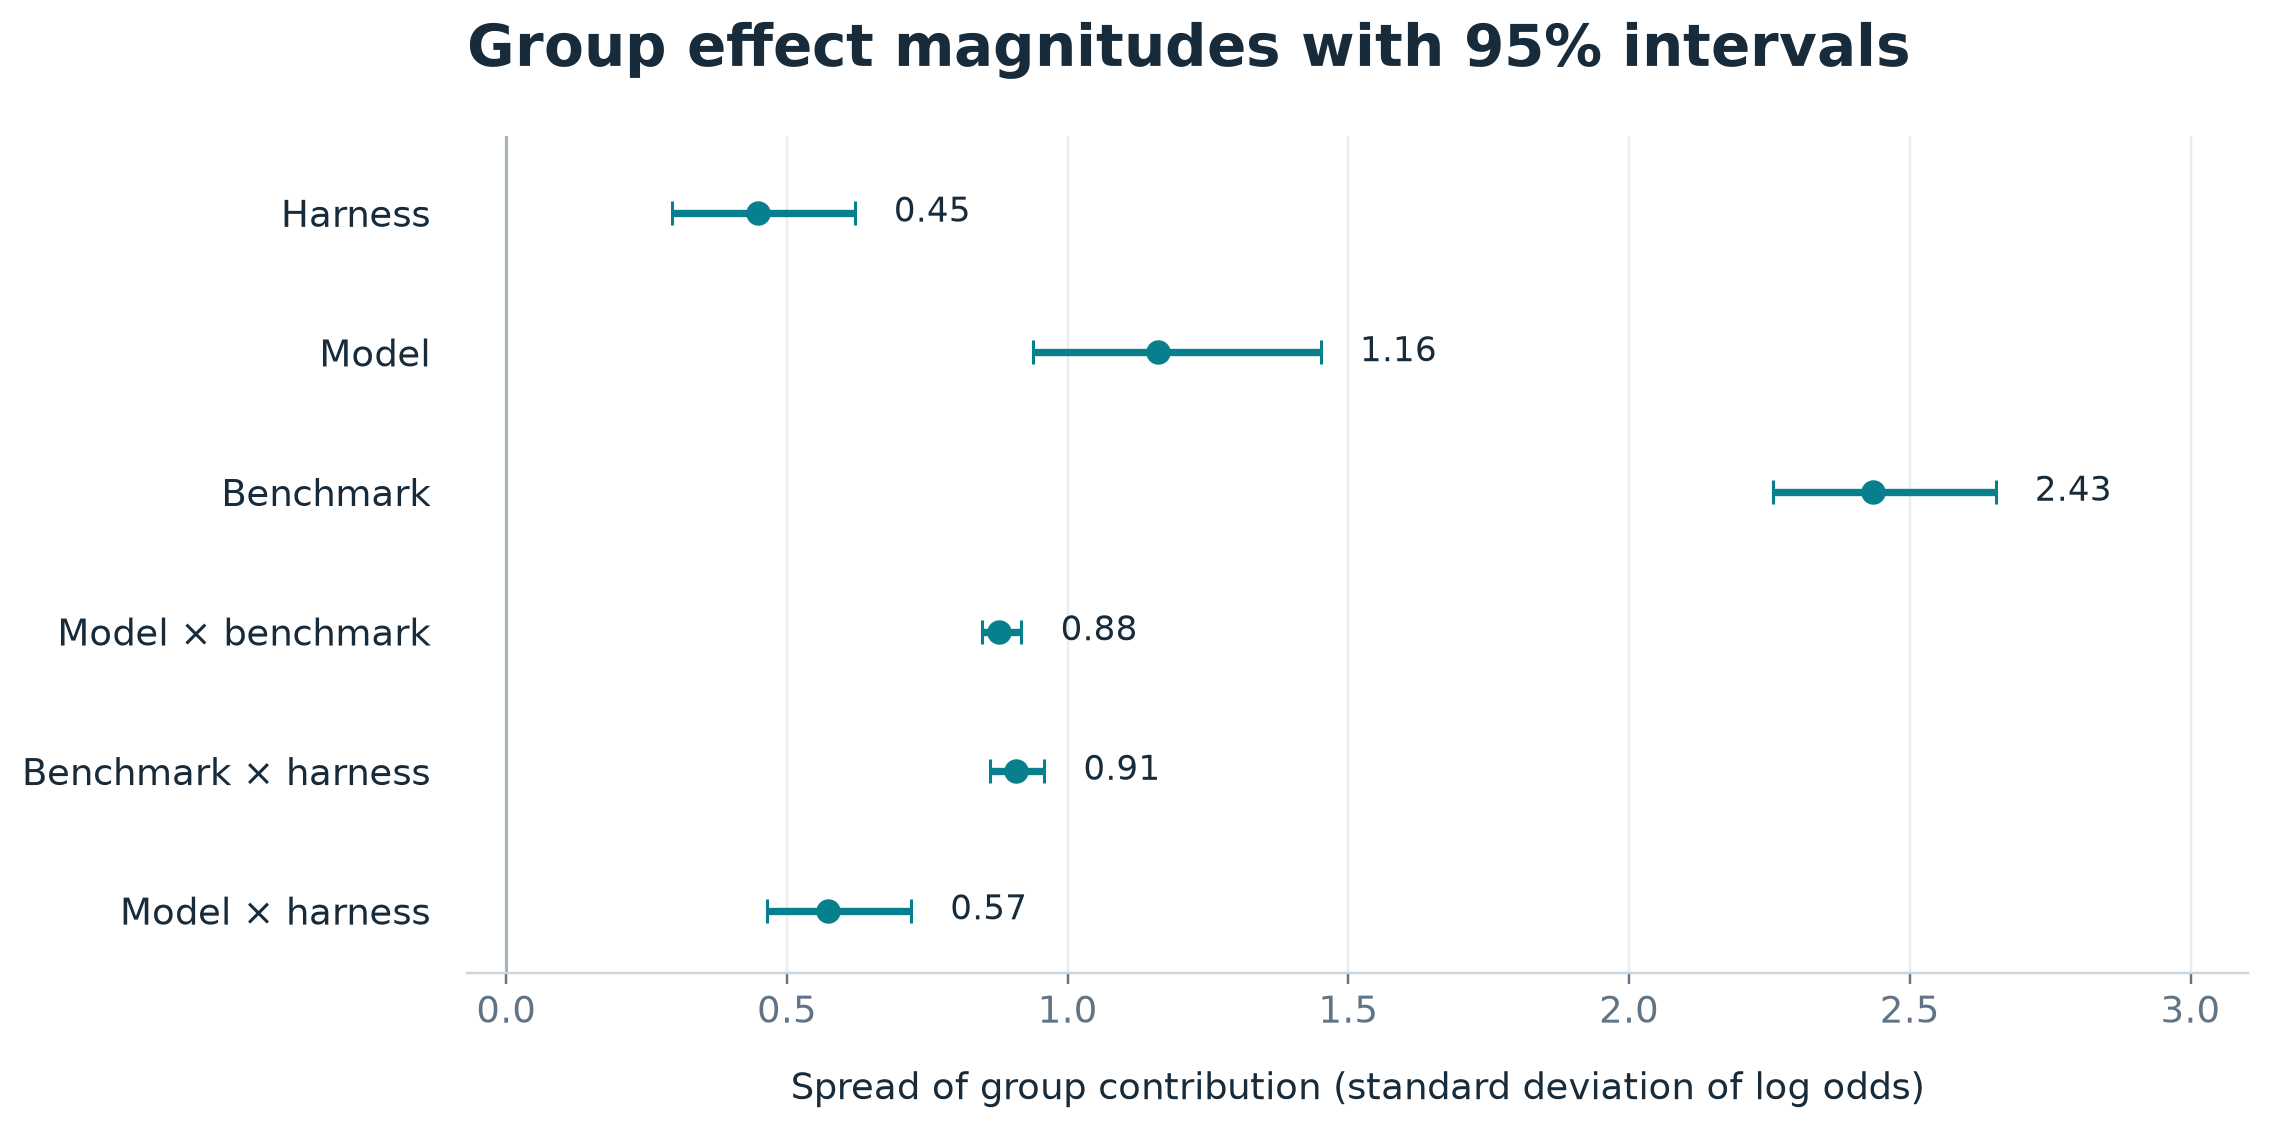 Group effect magnitudes with 95% intervals
Harness
0.45
Model
1.16
Benchmark
2.43
Model × benchmark
0.88
Benchmark × harness
0.91
Model × harness
0.57
0.0 0.5 1.0 1.5 2.0 2.5 3.0
Spread of group contribution (standard deviation of log odds)